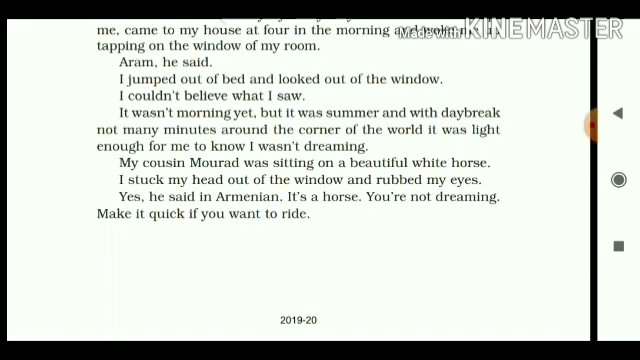 me, came to my house at four in the morning and woke me up
tapping on the window of my room.
Aram, he said.
I jumped out of bed and looked out of the window.
I couldn't believe what I saw.
It wasn't morning yet, but it was summer and with daybreak
not many minutes around the corner of the world it was light
enough for me to know I wasn't dreaming.
My cousin Mourad was sitting on a beautiful white horse.
I stuck my head out of the window and rubbed my eyes.
Yes, he said in Armenian. It's a horse. You're not dreaming.
Make it quick if you want to ride.
2019-20
Made with KINEMASTER